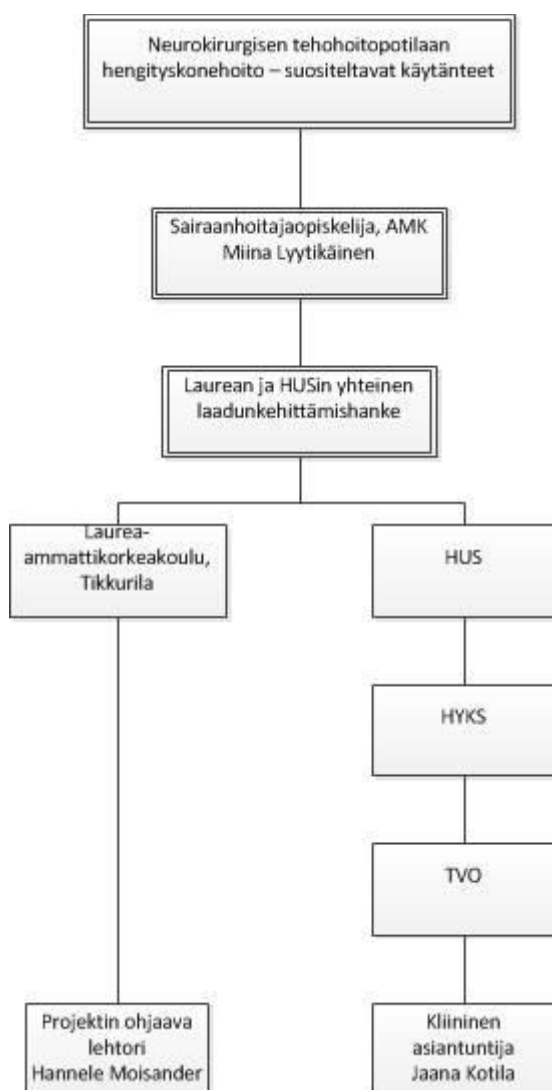 Neurokirurgisen tehohoitopotilaan
hengityskonehoito – suositeltavat käytänteet
Sairaanhoitajaopiskelija, AMK
Miina Lyytikäinen
Laurean ja HUSin yhteinen
laadunkehittämishanke
Laurea-
ammattikorkeakoulu,
Tikkurila
HUS
HYKS
TVO
Projektin ohjaava
lehtori
Hannele Moisander
Kliininen
asiantuntija
Jaana Kotila